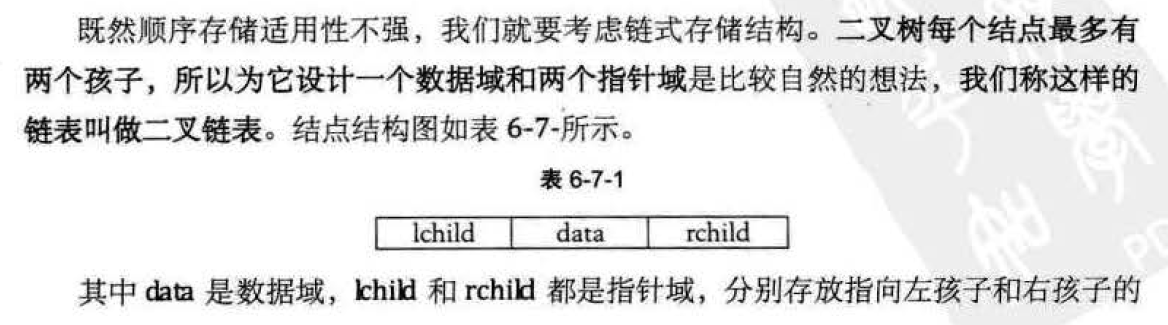 既然顺序存储适用性不强，我们就要考虑链式存储结构。二叉树每个结点最多有
两个孩子，所以为它设计一个数据域和两个指针域是比较自然的想法，我们称这样的
链表叫做二叉链表。结点结构图如表 6-7-所示。
表 6-7-1
lchild data rchild
其中 data 是数据域，lchild 和 rchild 都是指针域，分别存放指向左孩子和右孩子的